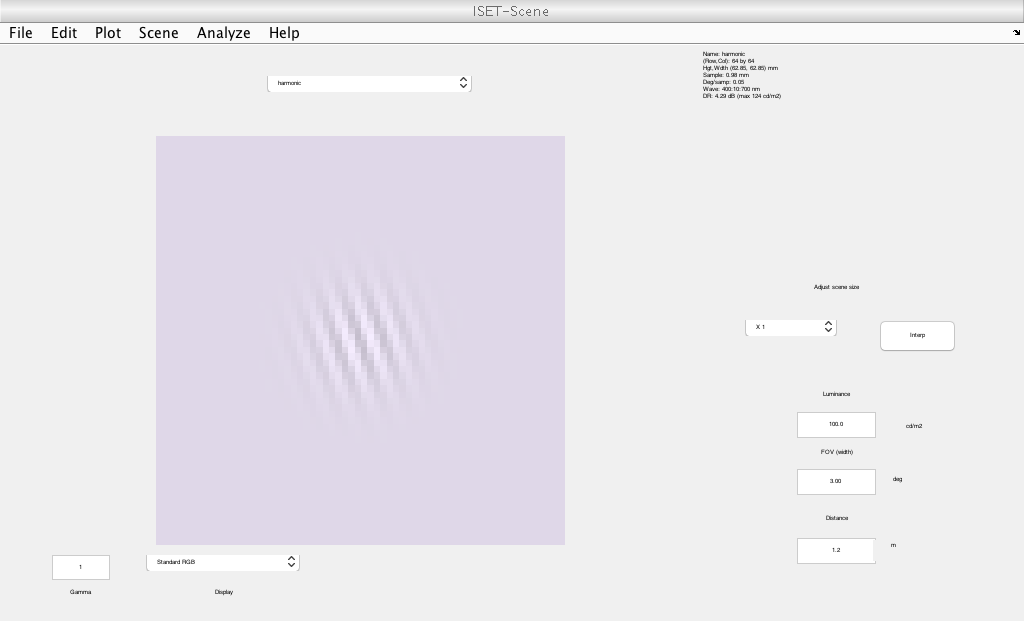 ISET-Scene
File Edit Plot Scene Analyze Help
harmonic
Name: harmonic
(Row,Col): 64 by 64
Hgt,Wdth (62.85, 62.85) mm
Sample: 0.98 mm
Deg/samp: 0.05
Wave: 400:10:700 nm
DR: 4.29 dB (max 124 cd/m2)
Adjust scene size
X 1
Interp
Luminance
100.0 cd/m2
FOV (width)
3.00 deg
Distance
1.2 m
1
Gamma
Standard RGB
Display